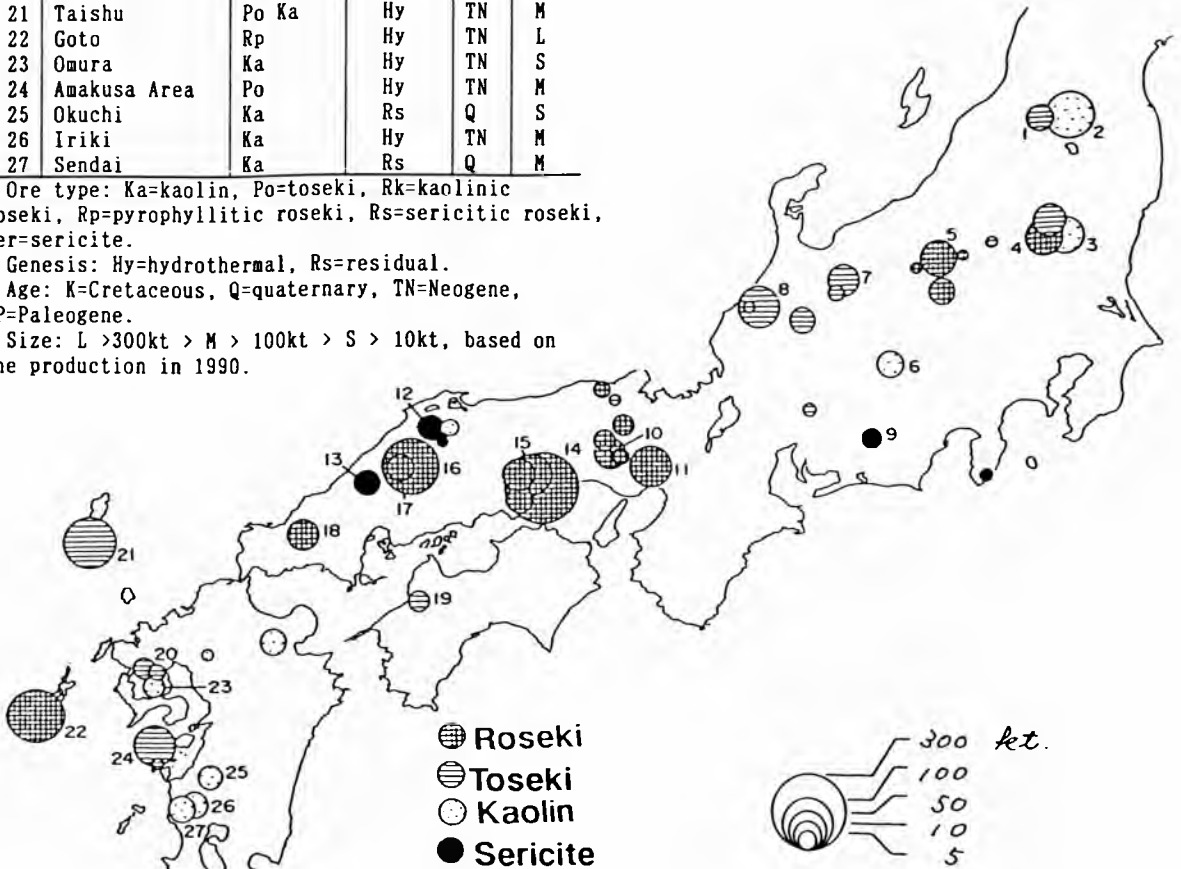 21 Taishu Po Ka Hy TN M
22 Goto Rp Hy TN L
23 Omura Ka Hy TN S
24 Amakusa Area Po Hy TN M
25 Okuchi Ka Rs Q S
26 Iriki Ka Hy TN M
27 Sendai Ka Rs Q M
Ore type: Ka=kaolin, Po=toseki, Rk=kaolinic
oseki, Rp=pyrophyllitic roseki, Rs=sericitic roseki,
er=sericite.
Genesis: Hy=hydrothermal, Rs=residual.
Age: K=Cretaceous, Q=quaternary, TN=Neogene,
P=Paleogene.
Size: L >300kt > M > 100kt > S > 10kt, based on
he production in 1990.
1
2
3
4
5
6
7
8
9
10
11
12
13
14
15
16
17
18
19
20
21
22
23
24
25
26
27
Roseki
Toseki
Kaolin
Sericite
300 kt.
100
50
10
5